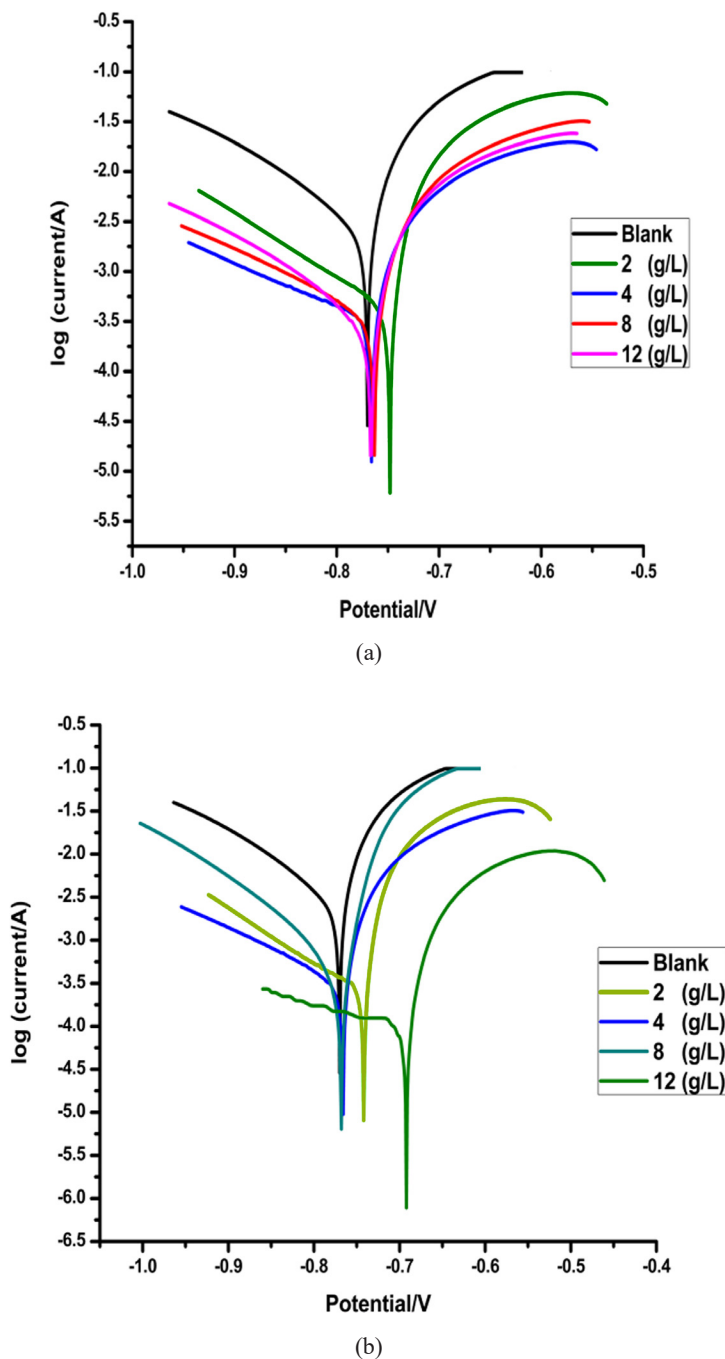 -0.5
-1.0
-1.5
-2.0
-2.5
-3.0
-3.5
-4.0
-4.5
-5.0
-5.5
log (current/A)
Blank
2 (g/L)
4 (g/L)
8 (g/L)
12 (g/L)
-1.0 -0.9 -0.8 -0.7 -0.6 -0.5
Potential/V
(a)
-0.5
-1.0
-1.5
-2.0
-2.5
-3.0
-3.5
-4.0
-4.5
-5.0
-5.5
-6.0
-6.5
log (current/A)
Blank
2 (g/L)
4 (g/L)
8 (g/L)
12 (g/L)
-1.0 -0.9 -0.8 -0.7 -0.6 -0.5 -0.4
Potential/V
(b)